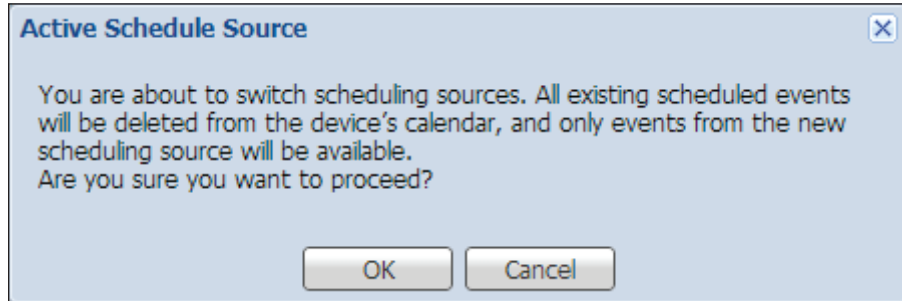 Active Schedule Source
You are about to switch scheduling sources. All existing scheduled events
will be deleted from the device's calendar, and only events from the new
scheduling source will be available.
Are you sure you want to proceed?
OK
Cancel